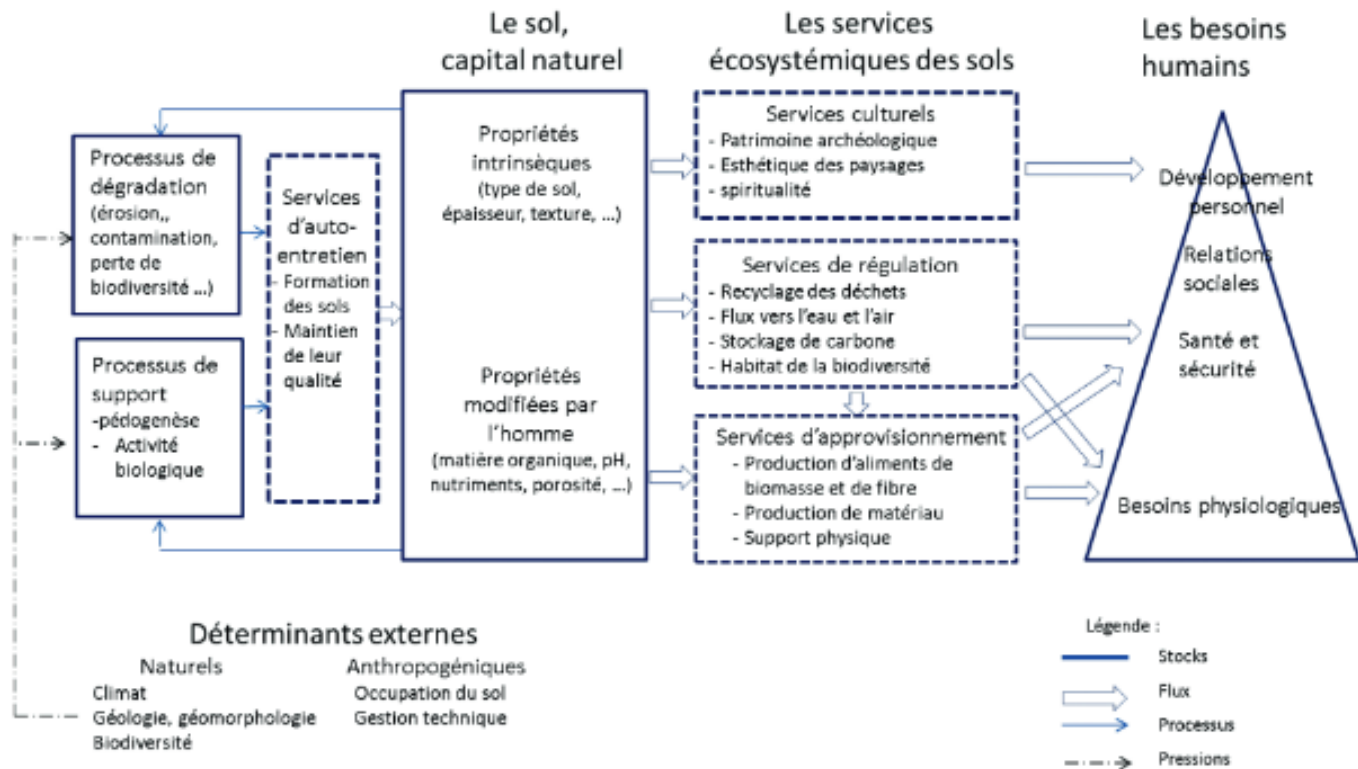 Le sol,
capital naturel
Les services
écosystémiques des sols
Les besoins
humains
Processus de
dégradation
(érosion,,
contamination,
perte de
biodiversité ...)
Processus de
support
-pédogenèse
- Activité
biologique
Services
d'auto-
entretien
- Formation
des sols
- Maintien
de leur
qualité
Propriétés
intrinsèques
(type de sol,
épaisseur, texture, ...)
Propriétés
modifiées par
l'homme
(matière organique, pH,
nutriments, porosité, ...)
Services culturels
- Patrimoine archéologique
- Esthétique des paysages
- spiritualité
Services de régulation
- Recyclage des déchets
- Flux vers l'eau et l'air
- Stockage de carbone
- Habitat de la biodiversité
Services d'approvisionnement
- Production d'aliments de
biomasse et de fibre
- Production de matériau
- Support physique
Développement
personnel
Relations
sociales
Santé et
sécurité
Besoins physiologiques
Déterminants externes
Naturels
Climat
Géologie, géomorphologie
Biodiversité
Anthropogéniques
Occupation du sol
Gestion technique
Légende :
Stocks
Flux
Processus
Pressions